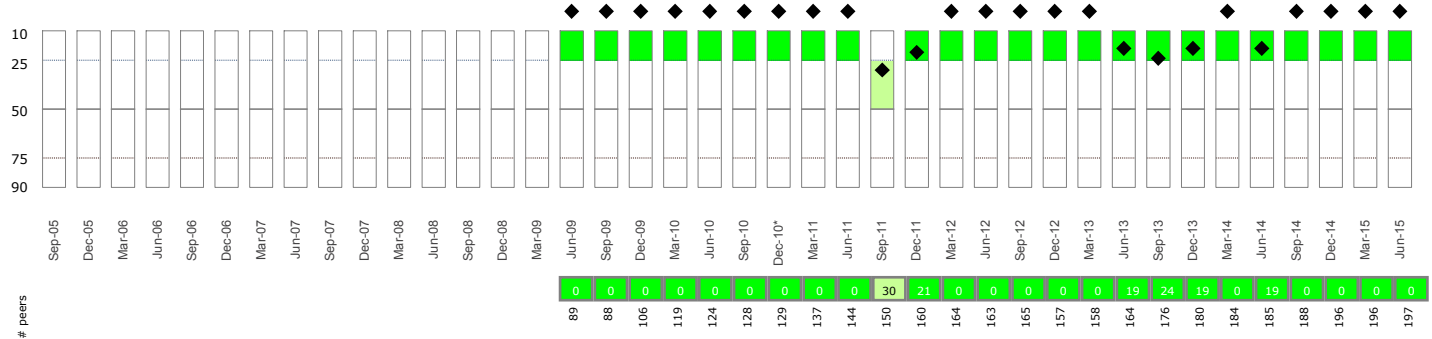 10
25
50
75
90
Sep-05 Dec-05 Mar-06 Jun-06 Sep-06 Dec-06 Mar-07 Jun-07 Sep-07 Dec-07 Mar-08 Jun-08 Sep-08 Dec-08 Mar-09 Jun-09 Sep-09 Dec-09 Mar-10 Jun-10 Sep-10 Dec-10* Mar-11 Jun-11 Sep-11 Dec-11 Mar-12 Jun-12 Sep-12 Dec-12 Mar-13 Jun-13 Sep-13 Dec-13 Mar-14 Jun-14 Sep-14 Dec-14 Mar-15 Jun-15
0 0 0 0 0 0 0 0 0 30 21 0 0 0 0 0 19 24 19 0 19 0 0 0 0
# peers 89 88 106 119 124 128 129 137 144 150 160 164 163 165 157 158 164 176 180 184 185 188 196 196 197